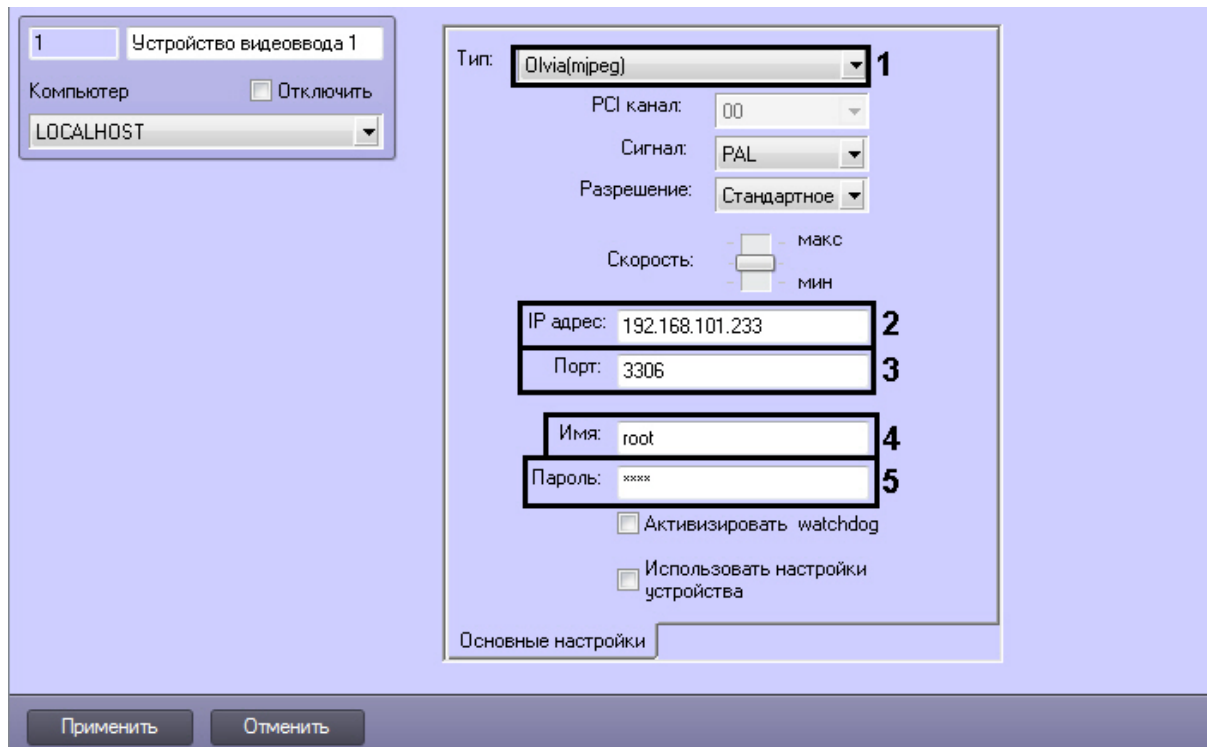 1 Устройство видеоввода 1
Компьютер Отключить
LOCALHOST
Тип: Olvia(mjpeg) 1
PCI канал: 00
Сигнал: PAL
Разрешение: Стандартное
макс
Скорость:
мин
IP адрес: 192.168.101.233 2
Порт: 3306 3
Имя: root 4
Пароль: **** 5
Активизировать watchdog
Использовать настройки
устройства
Основные настройки
Применить Отменить